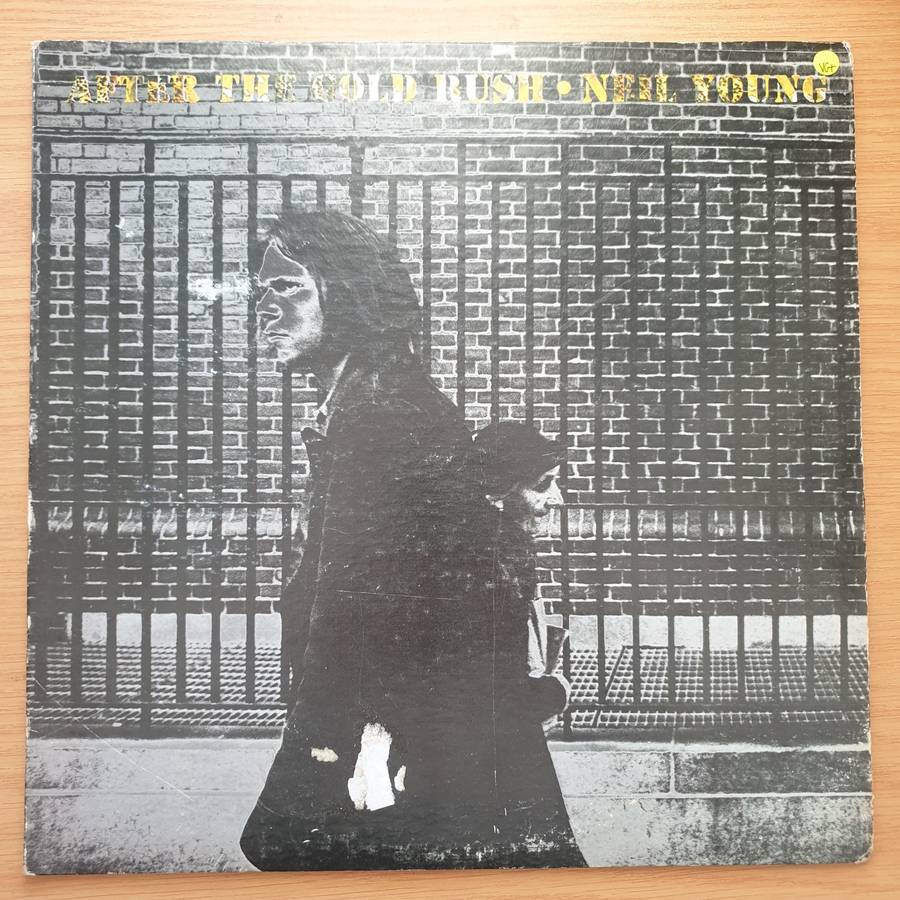 AFTER THE GOLD RUSH • NEIL YOUNG
VG+